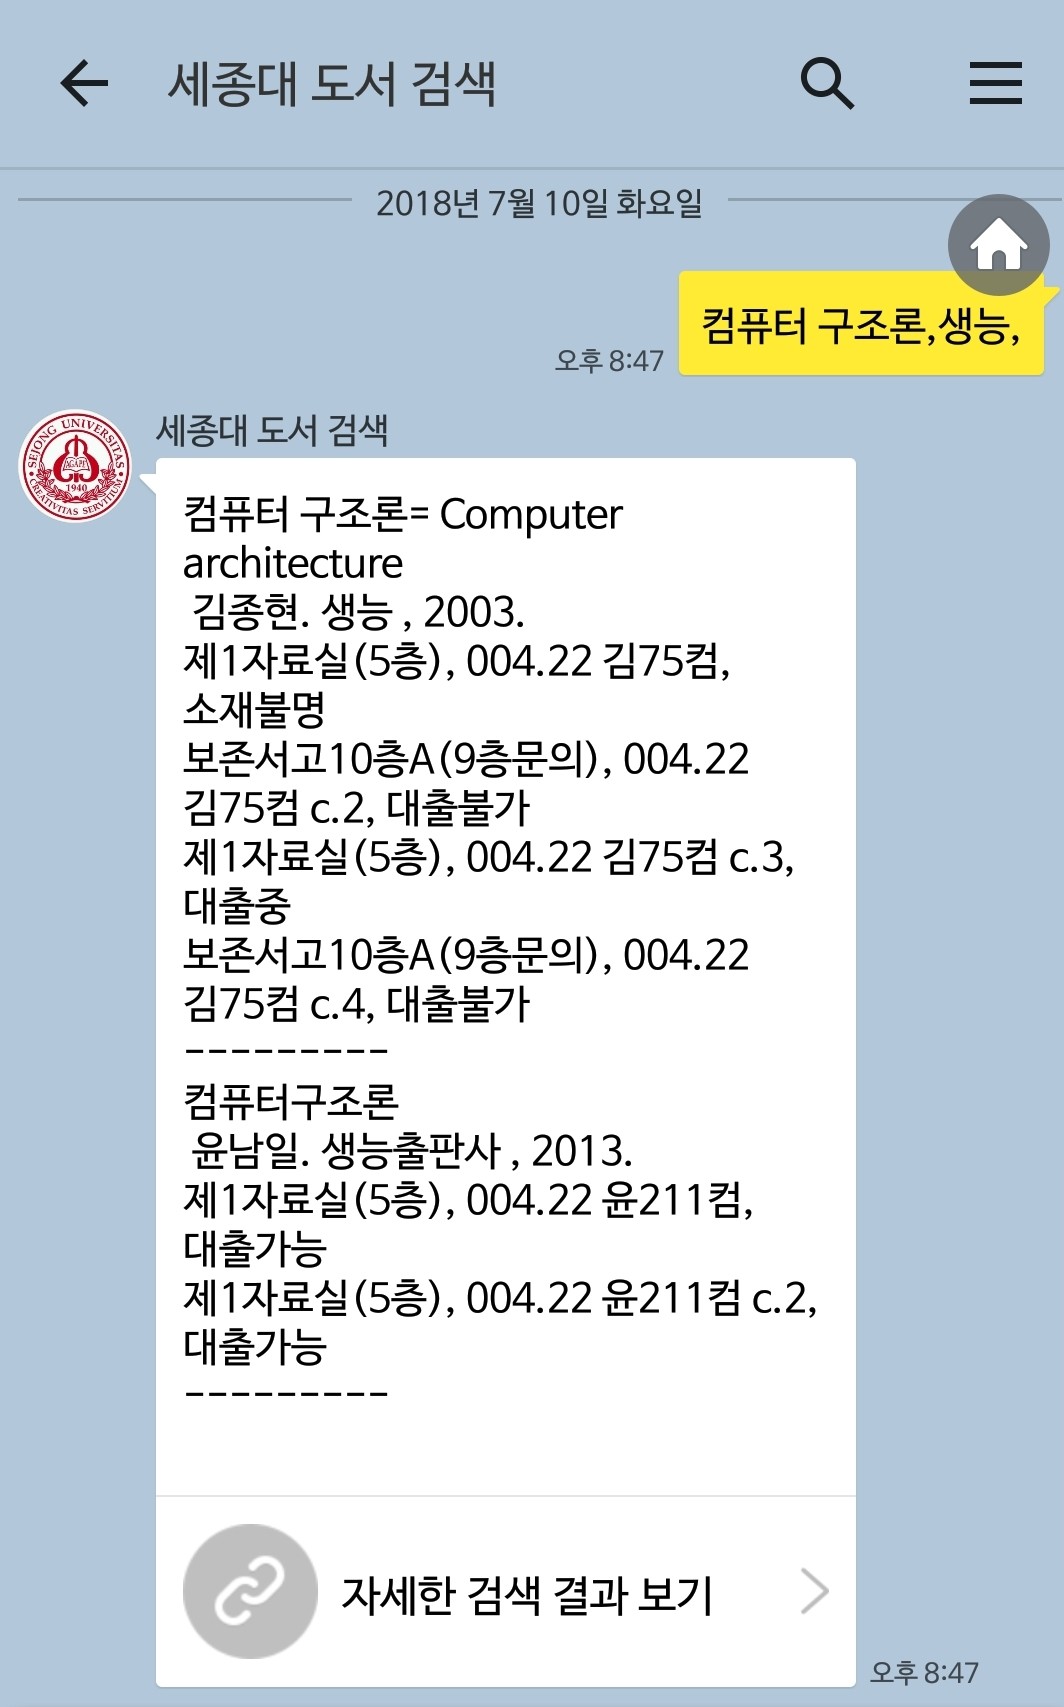 세종대 도서 검색
2018년 7월 10일 화요일
컴퓨터 구조론,생능,
오후 8:47
SEJONG UNIVERSITAS
AGAPE
1940
CREATIVITAS SERVITIUM
세종대 도서 검색
컴퓨터 구조론= Computer
architecture
김종현. 생능 , 2003.
제1자료실(5층), 004.22 김75컴,
소재불명
보존서고10층A(9층문의), 004.22
김75컴 c.2, 대출불가
제1자료실(5층), 004.22 김75컴 c.3,
대출중
보존서고10층A(9층문의), 004.22
김75컴 c.4, 대출불가
---------
컴퓨터구조론
윤남일. 생능출판사 , 2013.
제1자료실(5층), 004.22 윤211컴,
대출가능
제1자료실(5층), 004.22 윤211컴 c.2,
대출가능
---------
자세한 검색 결과 보기
오후 8:47